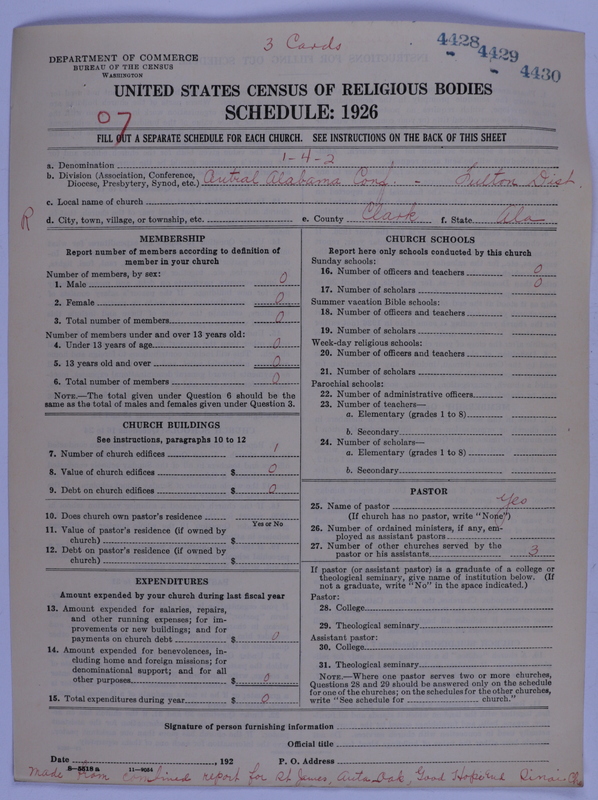 3 Cards
4428
4429
4430
DEPARTMENT OF COMMERCE
BUREAU OF THE CENSUS
WASHINGTON
UNITED STATES CENSUS OF RELIGIOUS BODIES
SCHEDULE: 1926
07
FILL OUT A SEPARATE SCHEDULE FOR EACH CHURCH. SEE INSTRUCTIONS ON THE BACK OF THIS SHEET
a. Denomination 1-4-2
b. Division (Association, Conference, Diocese, Presbytery, Synod, etc.) Central Alabama Conf. - Fulton Dist.
c. Local name of church
R
d. City, town, village, or township, etc. e. County Clark f. State Ala
MEMBERSHIP
Report number of members according to definition of
member in your church
Number of members, by sex:
1. Male 0
2. Female 0
3. Total number of members 0
Number of members under and over 13 years old:
4. Under 13 years of age 0
5. 13 years old and over 0
6. Total number of members 0
NOTE.—The total given under Question 6 should be the
same as the total of males and females given under Question 3.
CHURCH BUILDINGS
See instructions, paragraphs 10 to 12
7. Number of church edifices 1
8. Value of church edifices $ 0
9. Debt on church edifices $ 0
10. Does church own pastor's residence
Yes or No
11. Value of pastor's residence (if owned by
church) $
12. Debt on pastor's residence (if owned by
church) $
EXPENDITURES
Amount expended by your church during last fiscal year
13. Amount expended for salaries, repairs,
and other running expenses; for im-
provements or new buildings; and for
payments on church debt $ 0
14. Amount expended for benevolences, in-
cluding home and foreign missions; for
denominational support; and for all
other purposes $ 0
15. Total expenditures during year $ 0
CHURCH SCHOOLS
Report here only schools conducted by this church
Sunday schools:
16. Number of officers and teachers 0
17. Number of scholars 0
Summer vacation Bible schools:
18. Number of officers and teachers
19. Number of scholars
Week-day religious schools:
20. Number of officers and teachers
21. Number of scholars
Parochial schools:
22. Number of administrative officers
23. Number of teachers—
a. Elementary (grades 1 to 8)
b. Secondary
24. Number of scholars—
a. Elementary (grades 1 to 8)
b. Secondary
PASTOR
25. Name of pastor Yes
(If church has no pastor, write "None")
26. Number of ordained ministers, if any, em-
ployed as assistant pastors
27. Number of other churches served by the
pastor or his assistants 3
If pastor (or assistant pastor) is a graduate of a college or
theological seminary, give name of institution below. (If
not a graduate, write "No" in the space indicated.)
Pastor:
28. College
29. Theological seminary
Assistant pastor:
30. College
31. Theological seminary
NOTE.—Where one pastor serves two or more churches,
Questions 28 and 29 should be answered only on the schedule
for one of the churches; on the schedules for the other churches,
write "See schedule for church."
Signature of person furnishing information
Official title
Date , 192 P. O. Address
8-5518 a 11-9054
Made from combined report for St James, Oak, Good Hope and